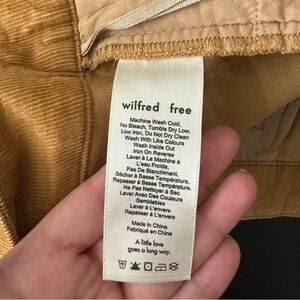 wilfred free
Machine Wash Cold,
No Bleach, Tumble Dry Low,
Low Iron, Do Not Dry Clean
Wash With Like Colours
Wash Inside Out
Iron On Reverse
Laver À La Machine À
L'eau Froide,
Pas De Blanchiment,
Sécher À Basse Température,
Repasser À Basse Température,
Ne Pas Nettoyer À Sec
Laver Avec Des Couleurs
Semblables
Laver À L'envers
Repasser À L'envers
Made in China
Fabriqué en Chine
A little love
goes a long way.